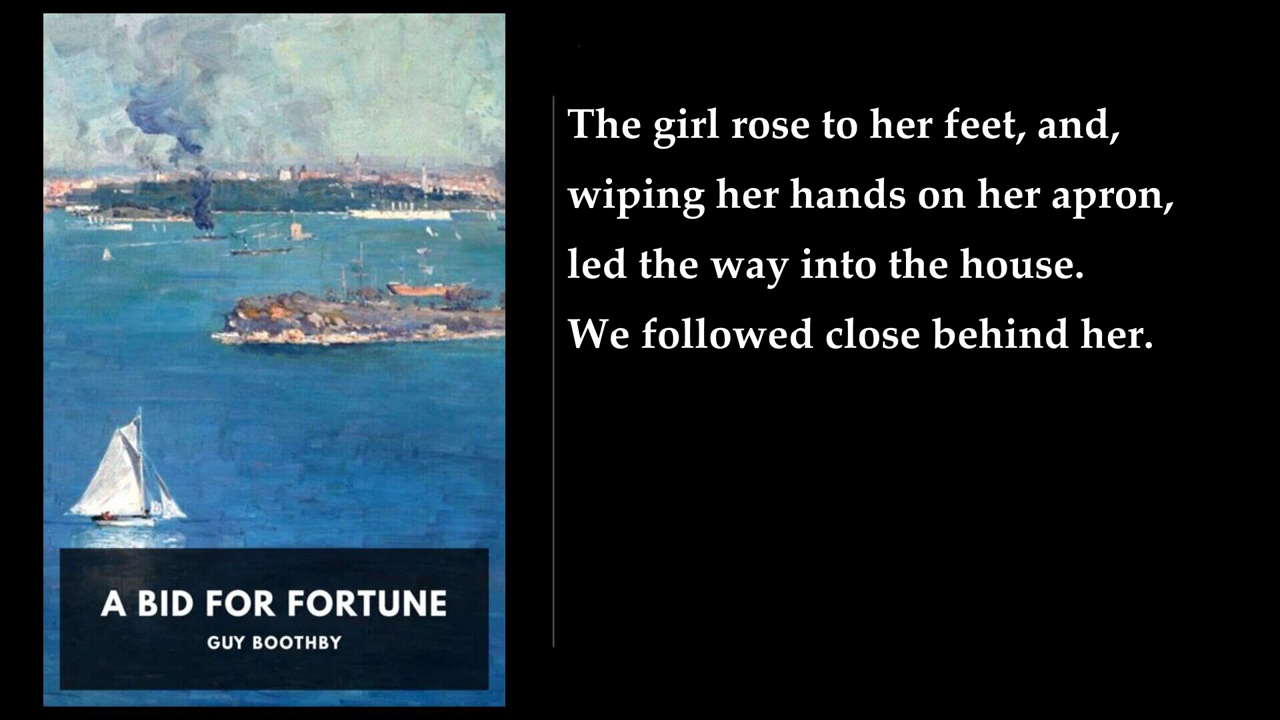 The girl rose to her feet, and,
wiping her hands on her apron,
led the way into the house.
We followed close behind her.
A BID FOR FORTUNE
GUY BOOTHBY